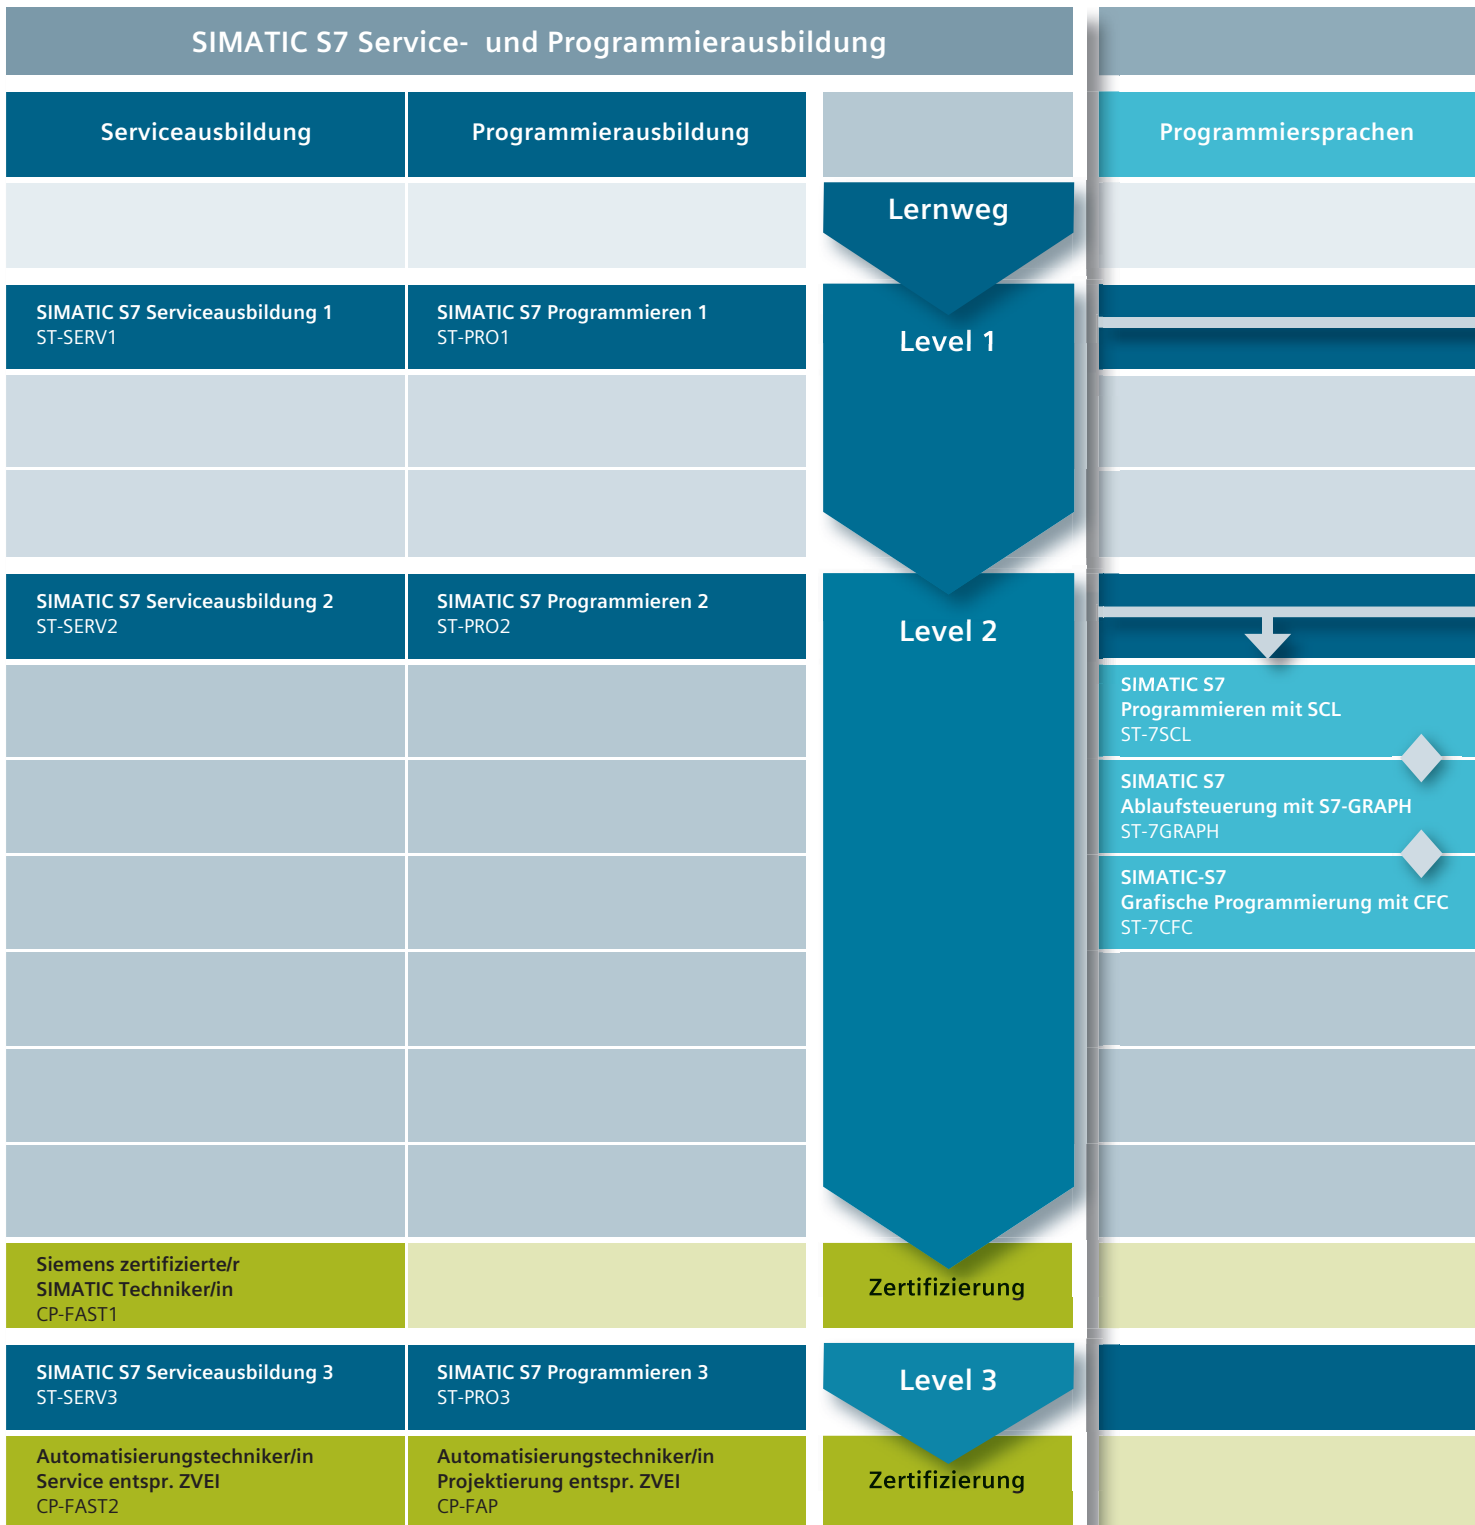 SIMATIC S7 Service- und Programmierausbildung
Serviceausbildung
Programmierausbildung
Programmiersprachen
Lernweg
SIMATIC S7 Serviceausbildung 1
ST-SERV1
SIMATIC S7 Programmieren 1
ST-PRO1
Level 1
SIMATIC S7 Serviceausbildung 2
ST-SERV2
SIMATIC S7 Programmieren 2
ST-PRO2
Level 2
SIMATIC S7
Programmieren mit SCL
ST-7SCL
SIMATIC S7
Ablaufsteuerung mit S7-GRAPH
ST-7GRAPH
SIMATIC-S7
Grafische Programmierung mit CFC
ST-7CFC
Siemens zertifizierte/r
SIMATIC Techniker/in
CP-FAST1
Zertifizierung
SIMATIC S7 Serviceausbildung 3
ST-SERV3
SIMATIC S7 Programmieren 3
ST-PRO3
Level 3
Automatisierungstechniker/in
Service entspr. ZVEI
CP-FAST2
Automatisierungstechniker/in
Projektierung entspr. ZVEI
CP-FAP
Zertifizierung